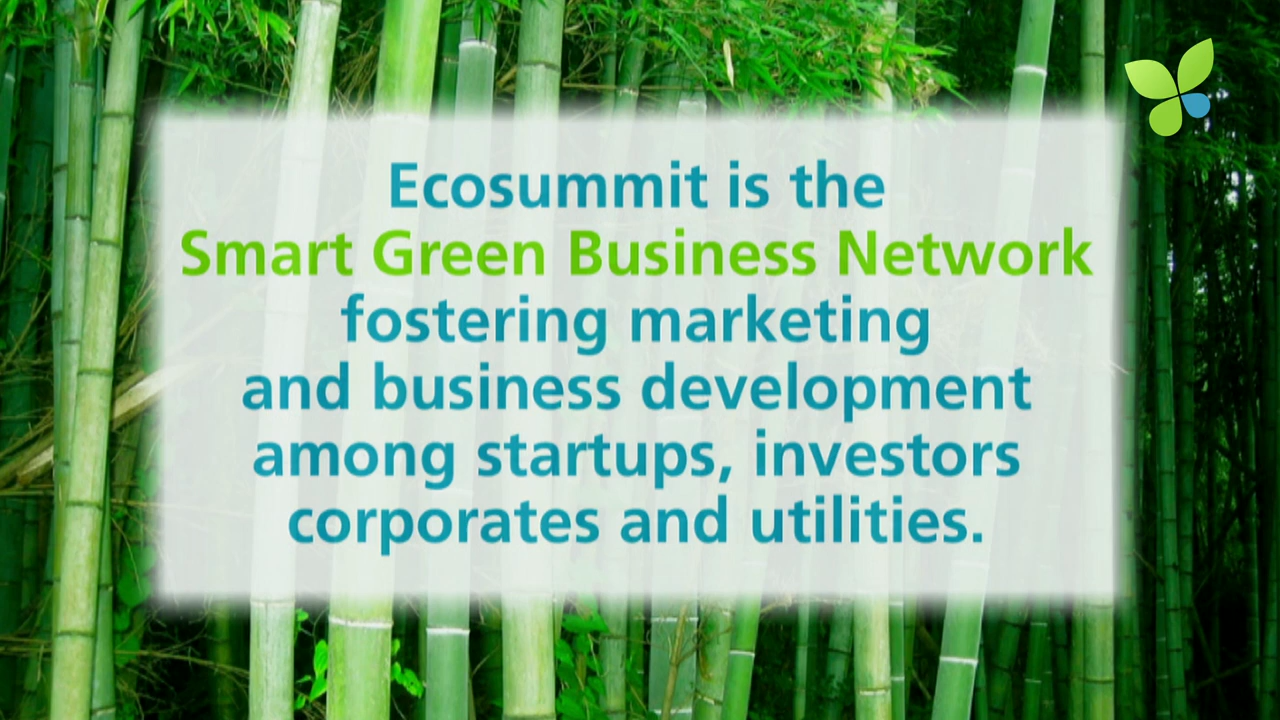 Ecosummit is the
Smart Green Business Network
fostering marketing
and business development
among startups, investors
corporates and utilities.